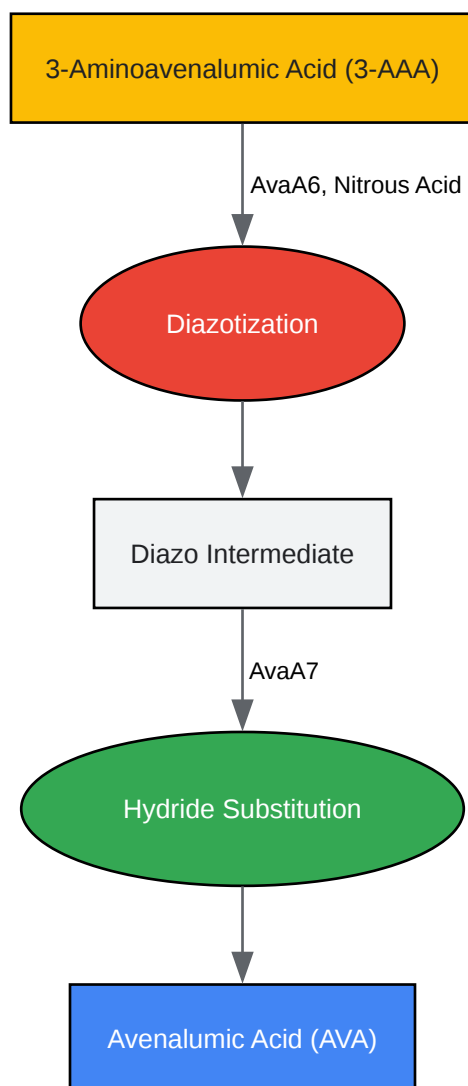 3-Aminoavenalumic Acid (3-AAA)
AvaA6, Nitrous Acid
Diazotization
Diazo Intermediate
AvaA7
Hydride Substitution
Avenalumic Acid (AVA)